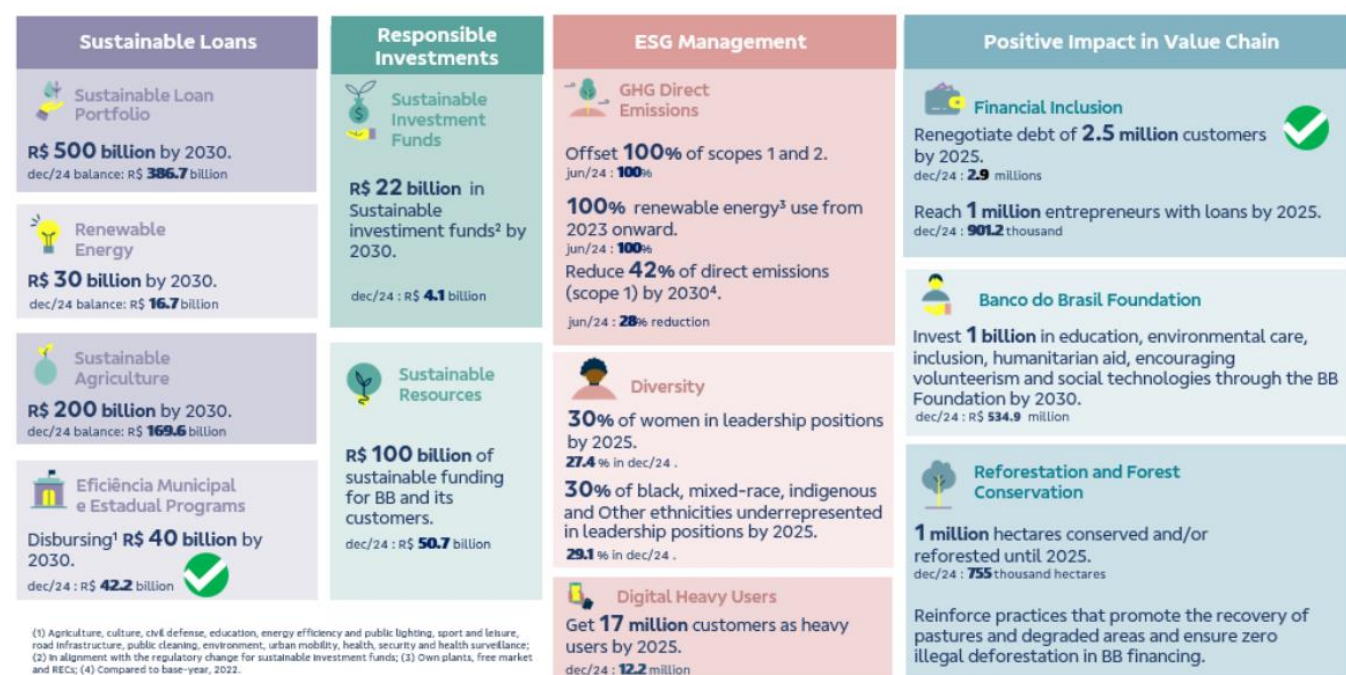 Sustainable Loans
Sustainable Loan
Portfolio
R$ 500 billion by 2030.
dec/24 balance: R$ 386.7 billion
Renewable
Energy
R$ 30 billion by 2030.
dec/24 balance: R$ 16.7 billion
Sustainable
Agriculture
R$ 200 billion by 2030.
dec/24 balance: R$ 169.6 billion
Eficiência Municipal
e Estadual Programs
Disbursing¹ R$ 40 billion by
2030.
dec/24 : R$ 42.2 billion
Responsible
Investments
Sustainable
Investment
Funds
R$ 22 billion in
Sustainable
investiment funds² by
2030.
dec/24 : R$ 4.1 billion
Sustainable
Resources
R$ 100 billion of
sustainable funding
for BB and its
customers.
dec/24 : R$ 50.7 billion
ESG Management
GHG Direct
Emissions
Offset 100% of scopes 1 and 2.
jun/24 : 100%
100% renewable energy³ use from
2023 onward.
jun/24 : 100%
Reduce 42% of direct emissions
(scope 1) by 2030⁴.
jun/24 : 28% reduction
Diversity
30% of women in leadership positions
by 2025.
27.4 % in dec/24 .
30% of black, mixed-race, indigenous
and Other ethnicities underrepresented
in leadership positions by 2025.
29.1 % in dec/24 .
Digital Heavy Users
Get 17 million customers as heavy
users by 2025.
dec/24 : 12.2 million
Positive Impact in Value Chain
Financial Inclusion
Renegotiate debt of 2.5 million customers
by 2025.
dec/24 : 2.9 millions
Reach 1 million entrepreneurs with loans by 2025.
dec/24 : 901.2 thousand
Banco do Brasil Foundation
Invest 1 billion in education, environmental care,
inclusion, humanitarian aid, encouraging
volunteerism and social technologies through the BB
Foundation by 2030.
dec/24 : R$ 534.9 million
Reforestation and Forest
Conservation
1 million hectares conserved and/or
reforested until 2025.
dec/24 : 755 thousand hectares
Reinforce practices that promote the recovery of
pastures and degraded areas and ensure zero
illegal deforestation in BB financing.
(1) Agriculture, culture, civil defense, education, energy efficiency and public lighting, sport and leisure,
road infrastructure, public cleaning, environment, urban mobility, health, security and health surveillance;
(2) In alignment with the regulatory change for sustainable investment funds; (3) Own plants, free market
and RECs; (4) Compared to base-year, 2022.